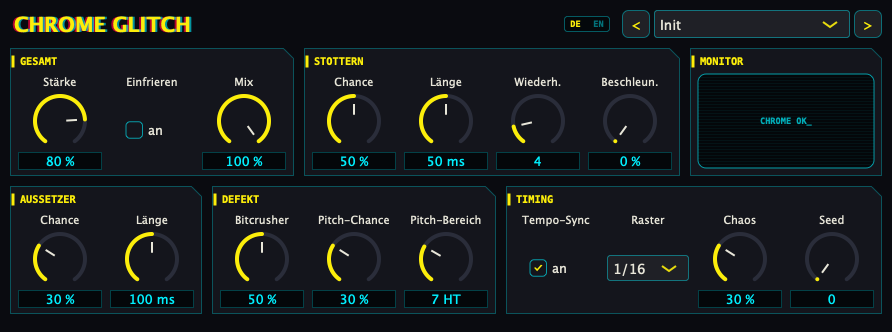 CHROME GLITCH
DE EN
<
Init
>
GESAMT
Stärke
Einfrieren
Mix
an
80 %
100 %
STOTTERN
Chance
Länge
Wiederh.
Beschleun.
50 %
50 ms
4
0 %
MONITOR
CHROME OK_
AUSSETZER
Chance
Länge
30 %
100 ms
DEFEKT
Bitcrusher
Pitch-Chance
Pitch-Bereich
50 %
30 %
7 HT
TIMING
Tempo-Sync
Raster
Chaos
Seed
an
1/16
30 %
0